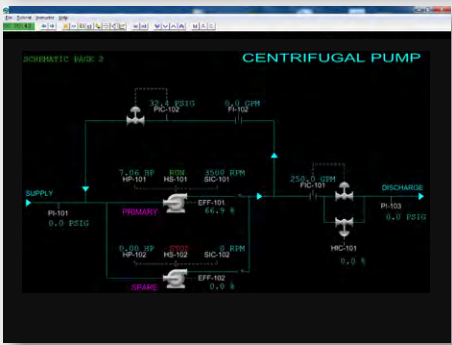 File Tutorial Instructor Help
SCHEMATIC PAGE 2
CENTRIFUGAL PUMP
32.4 PSIG
PIC-102
0.0 GPM
FI-102
7.06 HP RUN 3500 RPM
HP-101 HS-101 SIC-101
250.0 GPM
FIC-101
SUPPLY
DISCHARGE
PI-101
0.0 PSIG
PRIMARY
EFF-101
66.9 %
PI-103
0.0 PSIG
0.00 HP STOP 0 RPM
HP-102 HS-102 SIC-102
HIC-101
0.0 %
SPARE
EFF-102
0.0 %